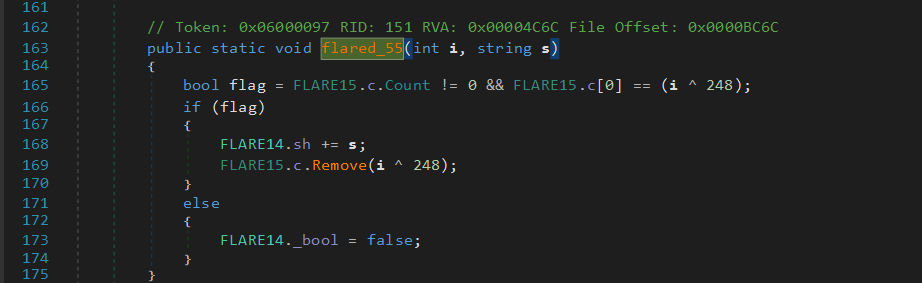 161
162 // Token: 0x06000097 RID: 151 RVA: 0x00004C6C File Offset: 0x0000BC6C
163 public static void flared_55(int i, string s)
164 {
165 bool flag = FLARE15.c.Count != 0 && FLARE15.c[0] == (i ^ 248);
166 if (flag)
167 {
168 FLARE14.sh += s;
169 FLARE15.c.Remove(i ^ 248);
170 }
171 else
172 {
173 FLARE14._bool = false;
174 }
175 }